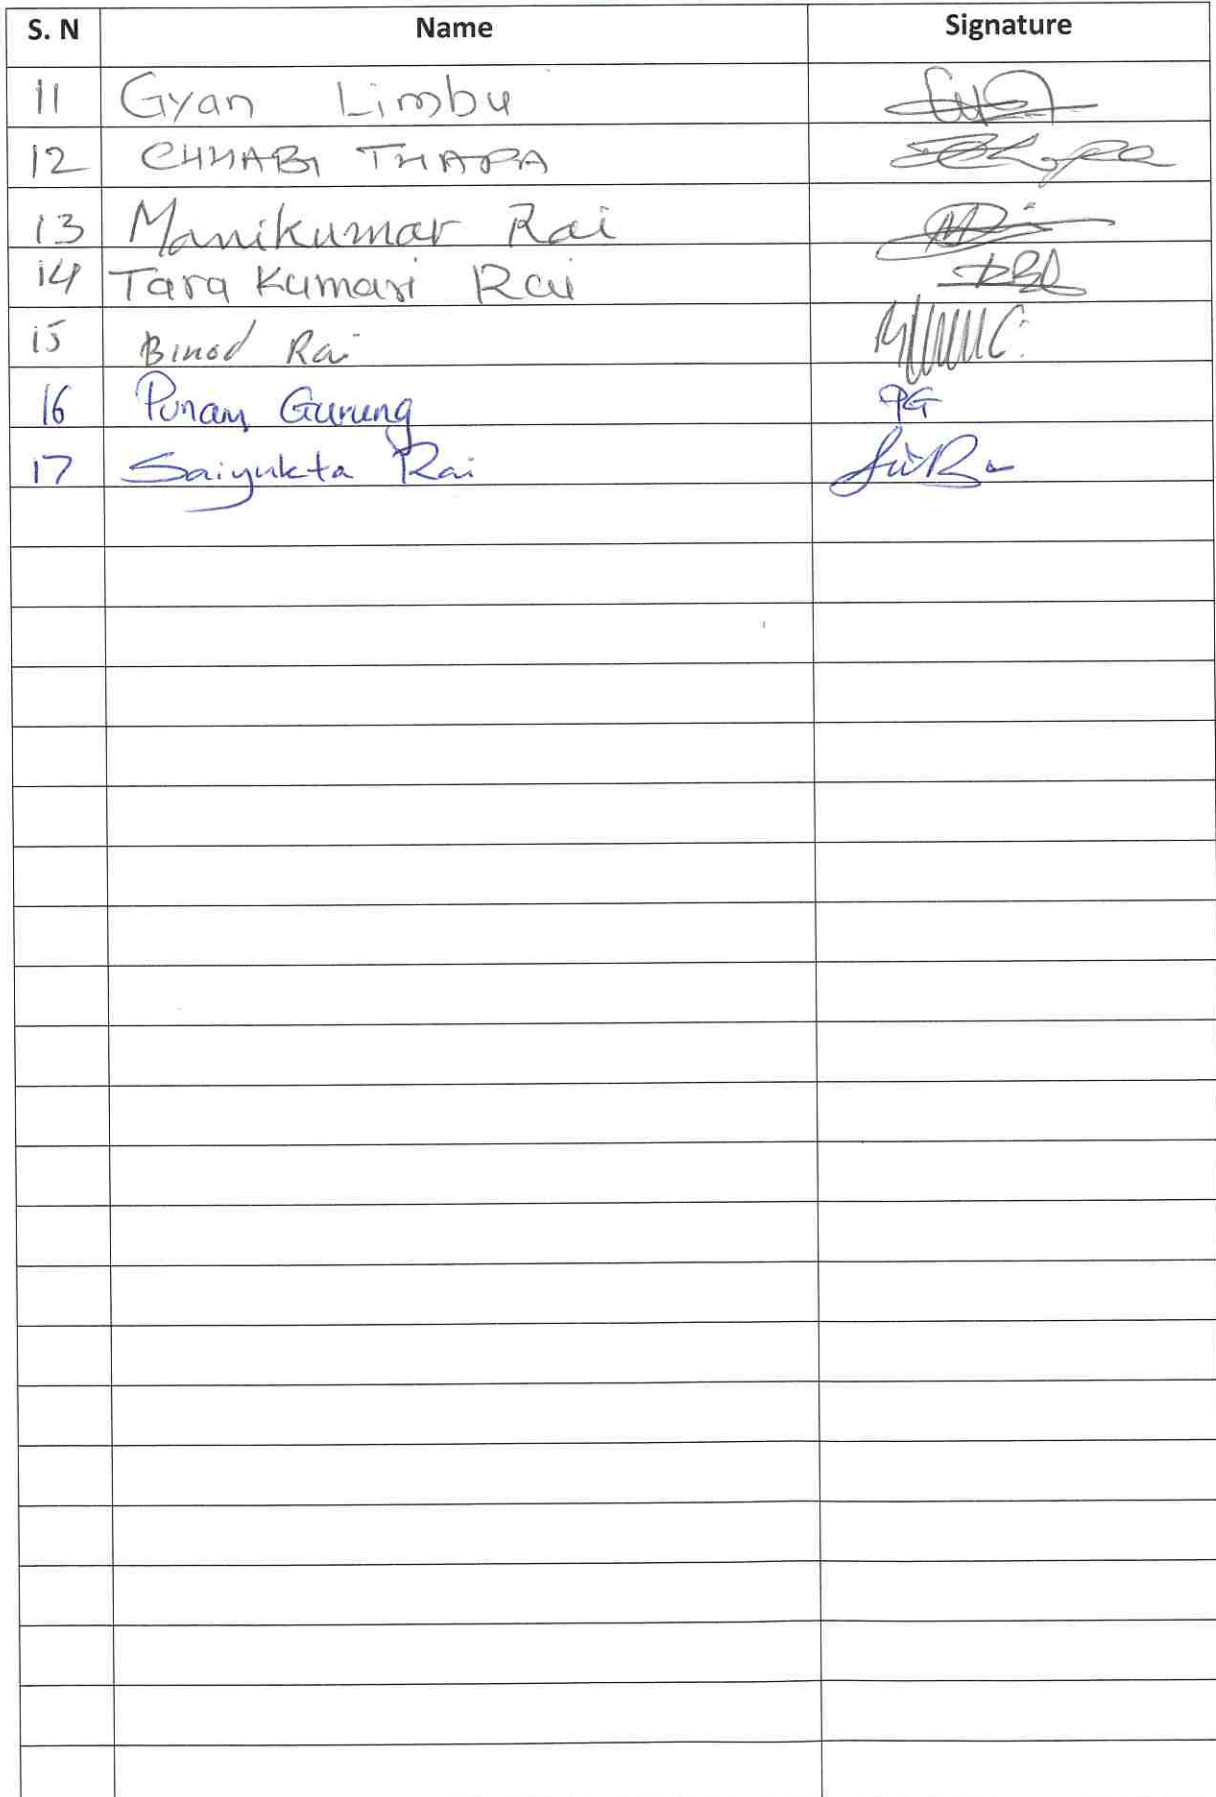 S. N Name Signature
11 Gyan Limbu
12 CHHABI THAPA
13 Manikumar Rai
14 Tara Kumari Rai
15 Binod Rai
16 Punam Gurung PG
17 Saiyukta Rai